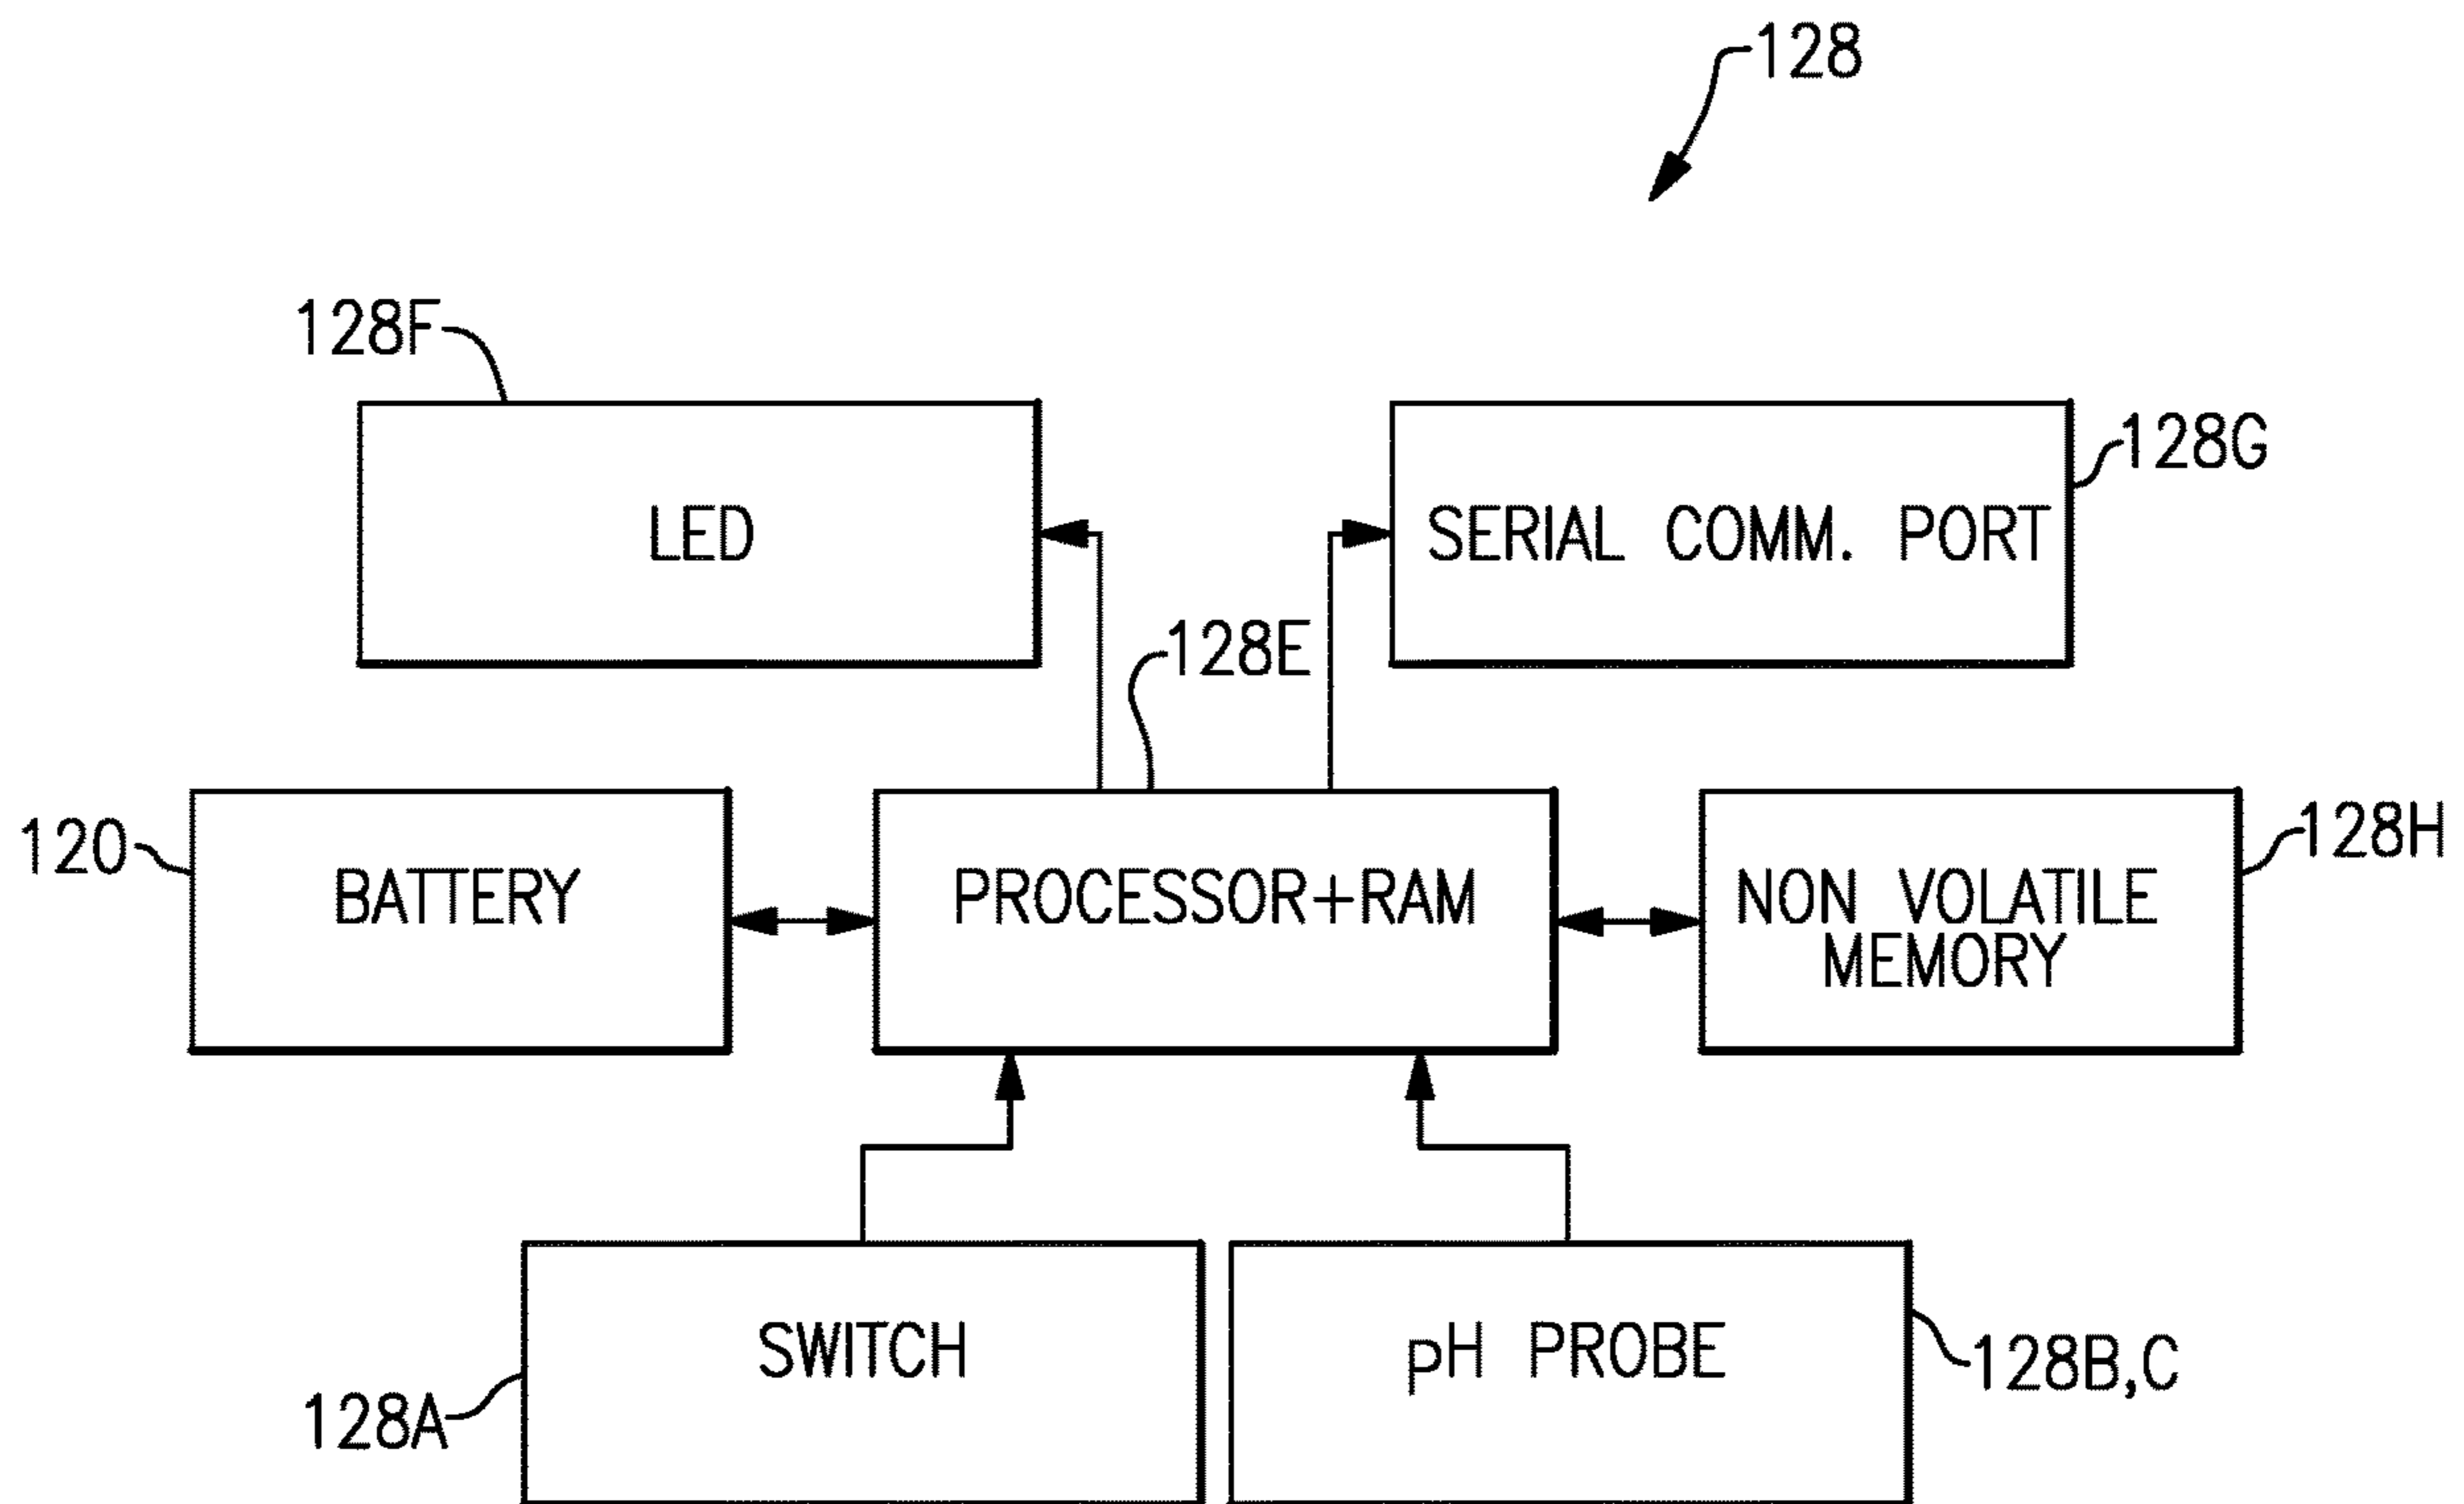 128
128F
128G
LED
SERIAL COMM. PORT
128E
120
128H
BATTERY
PROCESSOR+RAM
NON VOLATILE
MEMORY
SWITCH
pH PROBE
128A
128B,C